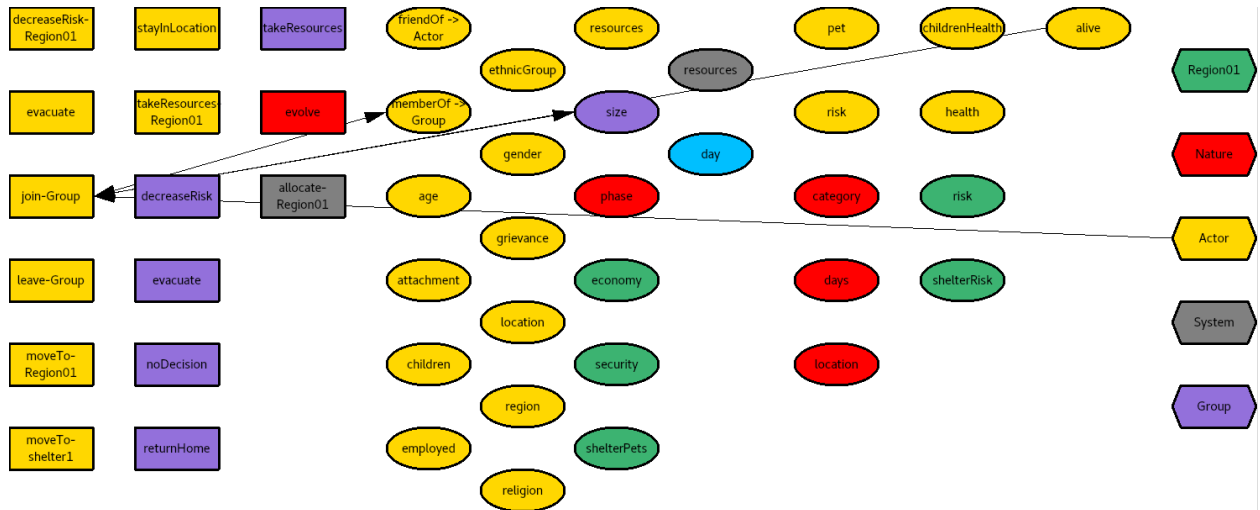 decreaseRisk-
Region01
stayInLocation
takeResources
friendOf ->
Actor
resources
pet
childrenHealth
alive
ethnicGroup
resources
Region01
evacuate
takeResources-
Region01
evolve
memberOf ->
Group
size
risk
health
gender
day
Nature
join-Group
decreaseRisk
allocate-
Region01
age
phase
category
risk
grievance
Actor
leave-Group
evacuate
attachment
economy
days
shelterRisk
location
System
moveTo-
Region01
noDecision
children
security
location
region
Group
moveTo-
shelter1
returnHome
employed
shelterPets
religion